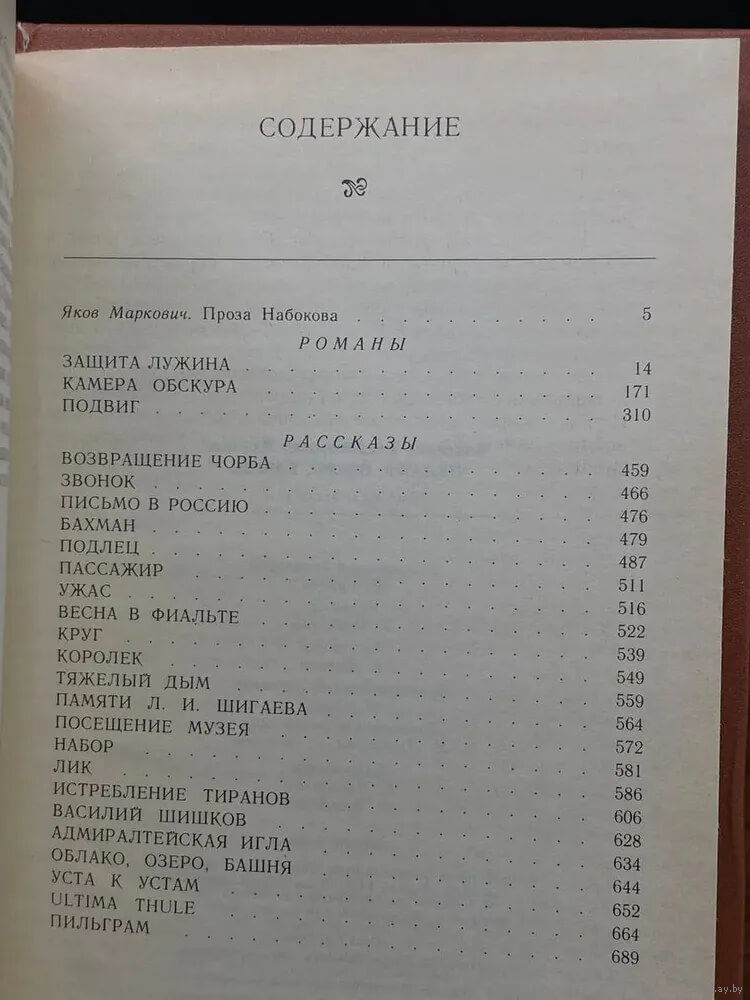 СОДЕРЖАНИЕ
Яков Маркович. Проза Набокова . . . . . . . . . . . 5
РОМАНЫ
ЗАЩИТА ЛУЖИНА . . . . . . . . . . . 14
КАМЕРА ОБСКУРА . . . . . . . . . . . 171
ПОДВИГ . . . . . . . . . . . 310
РАССКАЗЫ
ВОЗВРАЩЕНИЕ ЧОРБА . . . . . . . . . . . 459
ЗВОНОК . . . . . . . . . . . 466
ПИСЬМО В РОССИЮ . . . . . . . . . . . 476
БАХМАН . . . . . . . . . . . 479
ПОДЛЕЦ . . . . . . . . . . . 487
ПАССАЖИР . . . . . . . . . . . 511
УЖАС . . . . . . . . . . . 516
ВЕСНА В ФИАЛЬТЕ . . . . . . . . . . . 522
КРУГ . . . . . . . . . . . 539
КОРОЛЕК . . . . . . . . . . . 549
ТЯЖЕЛЫЙ ДЫМ . . . . . . . . . . . 559
ПАМЯТИ Л. И. ШИГАЕВА . . . . . . . . . . . 564
ПОСЕЩЕНИЕ МУЗЕЯ . . . . . . . . . . . 572
НАБОР . . . . . . . . . . . 581
ЛИК . . . . . . . . . . . 586
ИСТРЕБЛЕНИЕ ТИРАНОВ . . . . . . . . . . . 606
ВАСИЛИЙ ШИШКОВ . . . . . . . . . . . 628
АДМИРАЛТЕЙСКАЯ ИГЛА . . . . . . . . . . . 634
ОБЛАКО, ОЗЕРО, БАШНЯ . . . . . . . . . . . 644
УСТА К УСТАМ . . . . . . . . . . . 652
ULTIMA THULE . . . . . . . . . . . 664
ПИЛЬГРАМ . . . . . . . . . . . 689
.ay.by